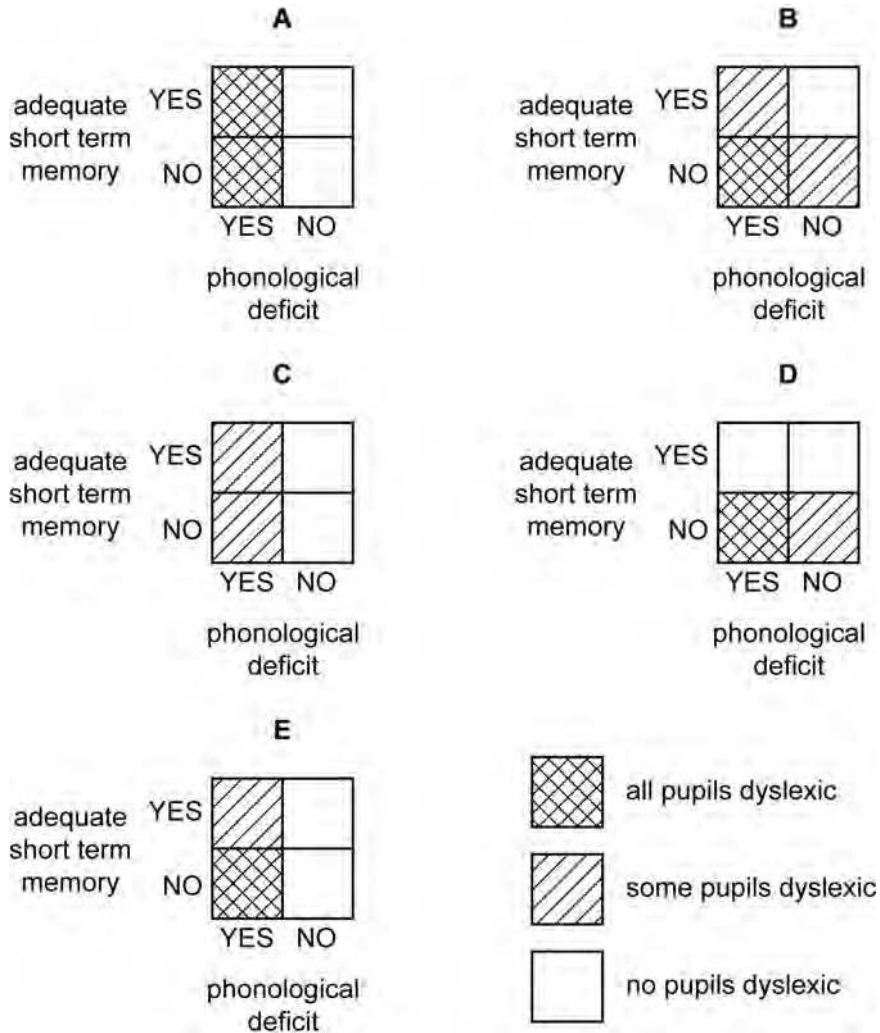 A
adequate
short term
memory
YES
NO
YES NO
phonological
deficit
B
adequate
short term
memory
YES
NO
YES NO
phonological
deficit
C
adequate
short term
memory
YES
NO
YES NO
phonological
deficit
D
adequate
short term
memory
YES
NO
YES NO
phonological
deficit
E
adequate
short term
memory
YES
NO
YES NO
phonological
deficit
all pupils dyslexic
some pupils dyslexic
no pupils dyslexic